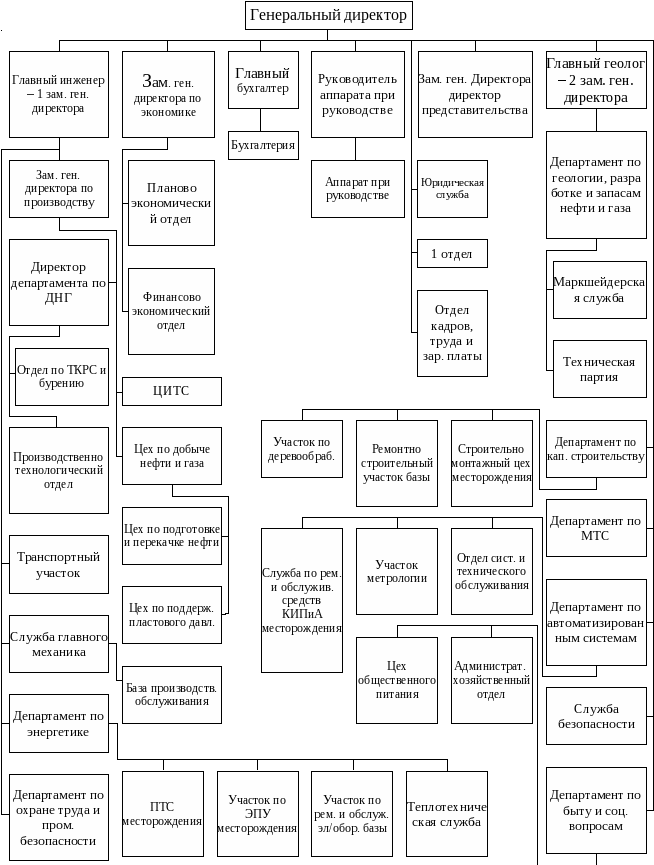 Генеральный директор
Главный инженер
– 1 зам. ген.
директора
Зам. ген.
директора по
экономике
Главный
бухгалтер
Руководитель
аппарата при
руководстве
Зам. ген. Директора
директор
представительства
Главный геолог
– 2 зам. ген.
директора
Бухгалтерия
Зам. ген.
директора по
производству
Планово
экономически
й отдел
Аппарат при
руководстве
Юридическая
служба
Департамент по
геологии, разра
ботке и запасам
нефти и газа
1 отдел
Директор
департамента по
ДНГ
Финансово
экономический
отдел
Отдел
кадров,
труда и
зар. платы
Маркшейдерска
я служба
Отдел по ТКРС и
бурению
ЦИТС
Техническая
партия
Производственно
технологический
отдел
Цех по добыче
нефти и газа
Участок по
деревообраб.
Ремонтно
строительный
участок базы
Строительно
монтажный цех
месторождения
Департамент по
кап. строительству
Цех по подготовке
и перекачке нефти
Департамент по
МТС
Транспортный
участок
Служба по рем.
и обслужив.
средств
КИПиА
месторождения
Участок
метрологии
Отдел сист. и
технического
обслуживания
Цех по поддерж.
пластового давл.
Департамент по
автоматизирован
ным системам
Служба главного
механика
База производств.
обслуживания
Цех
общественного
питания
Администрат.
хозяйственный
отдел
Служба
безопасности
Департамент по
энергетике
Департамент по
охране труда и
пром.
безопасности
ПТС
месторождения
Участок по
ЭПУ
месторождения
Участок по
рем. и обслуж.
эл/обор. базы
Теплотехниче
ская служба
Департамент по
быту и соц.
вопросам